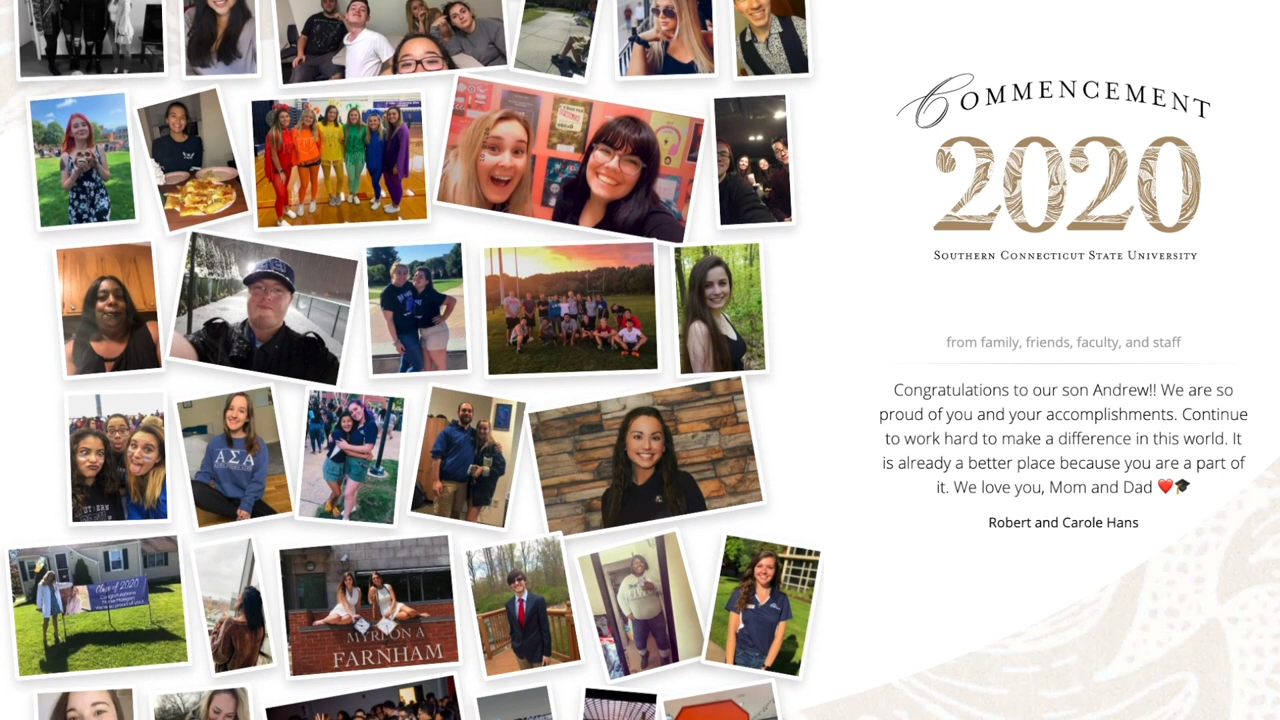 COMMENCEMENT
2020
SOUTHERN CONNECTICUT STATE UNIVERSITY
from family, friends, faculty, and staff
Congratulations to our son Andrew!! We are so
proud of you and your accomplishments. Continue
to work hard to make a difference in this world. It
is already a better place because you are a part of
it. We love you, Mom and Dad ❤️🎓
Robert and Carole Hans
ΑΣΑ
Class of 2020
Congratulations
MYRON A
FARNHAM